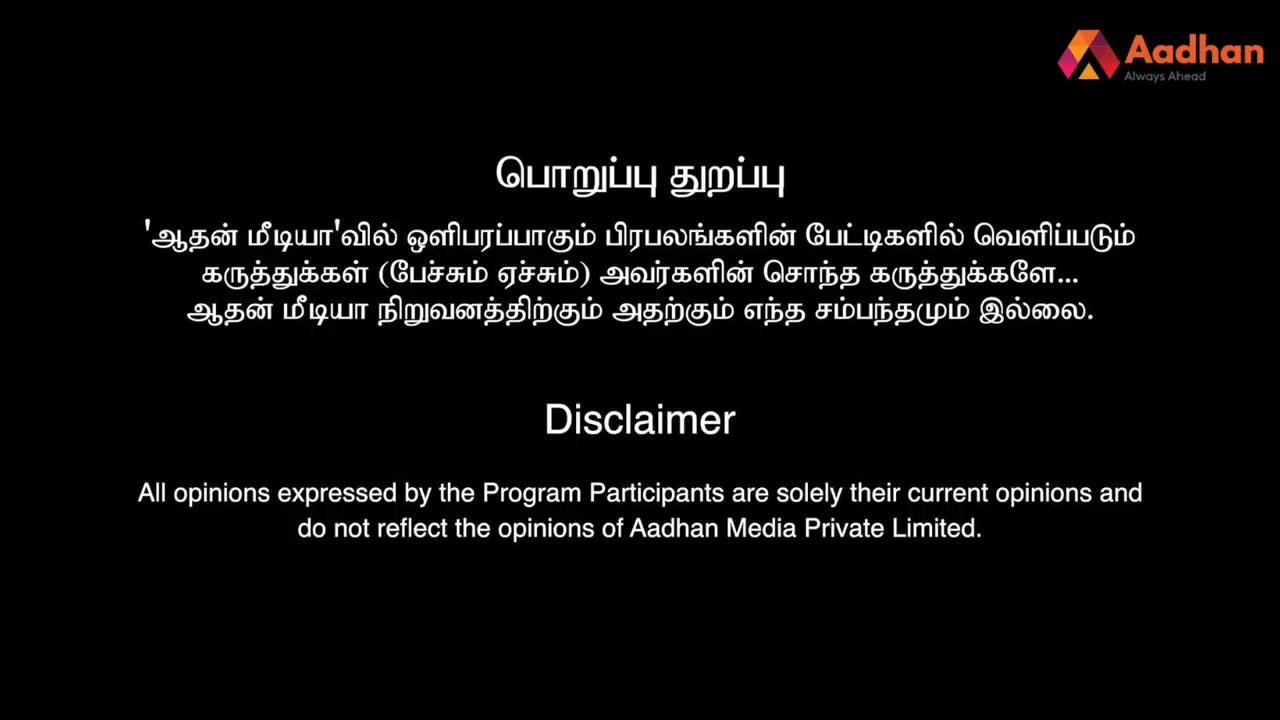 Aadhan
Always Ahead
பொறுப்பு துறப்பு
'ஆதன் மீடியா'வில் ஒளிபரப்பாகும் பிரபலங்களின் பேட்டிகளில் வெளிப்படும்
கருத்துக்கள் (பேச்சும் ஏச்சும்) அவர்களின் சொந்த கருத்துக்களே...
ஆதன் மீடியா நிறுவனத்திற்கும் அதற்கும் எந்த சம்பந்தமும் இல்லை.
Disclaimer
All opinions expressed by the Program Participants are solely their current opinions and
do not reflect the opinions of Aadhan Media Private Limited.